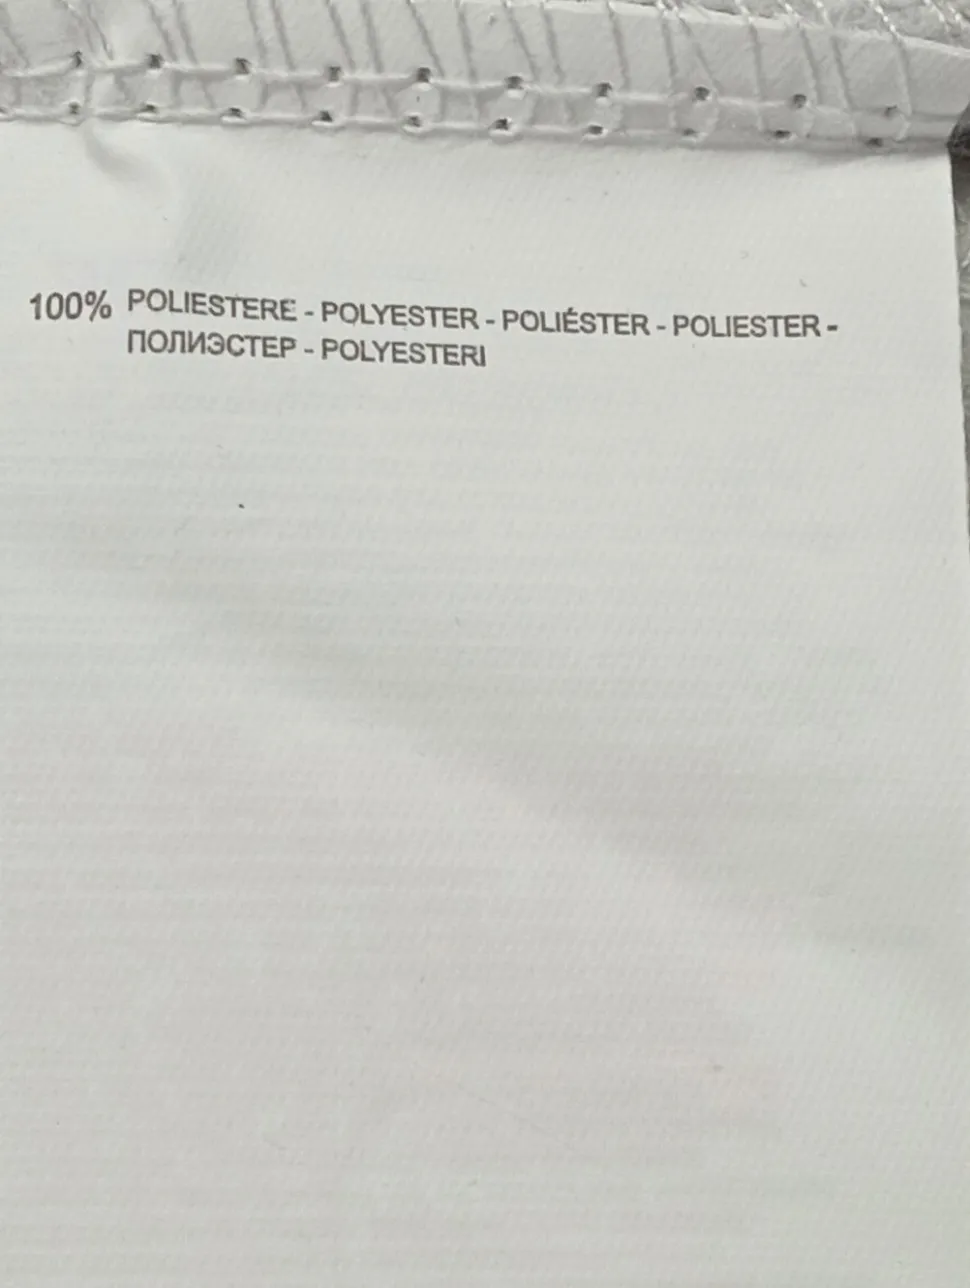 100% POLIESTERE - POLYESTER - POLIÉSTER - POLIESTER -
ПОЛИЭСТЕР - POLYESTERI